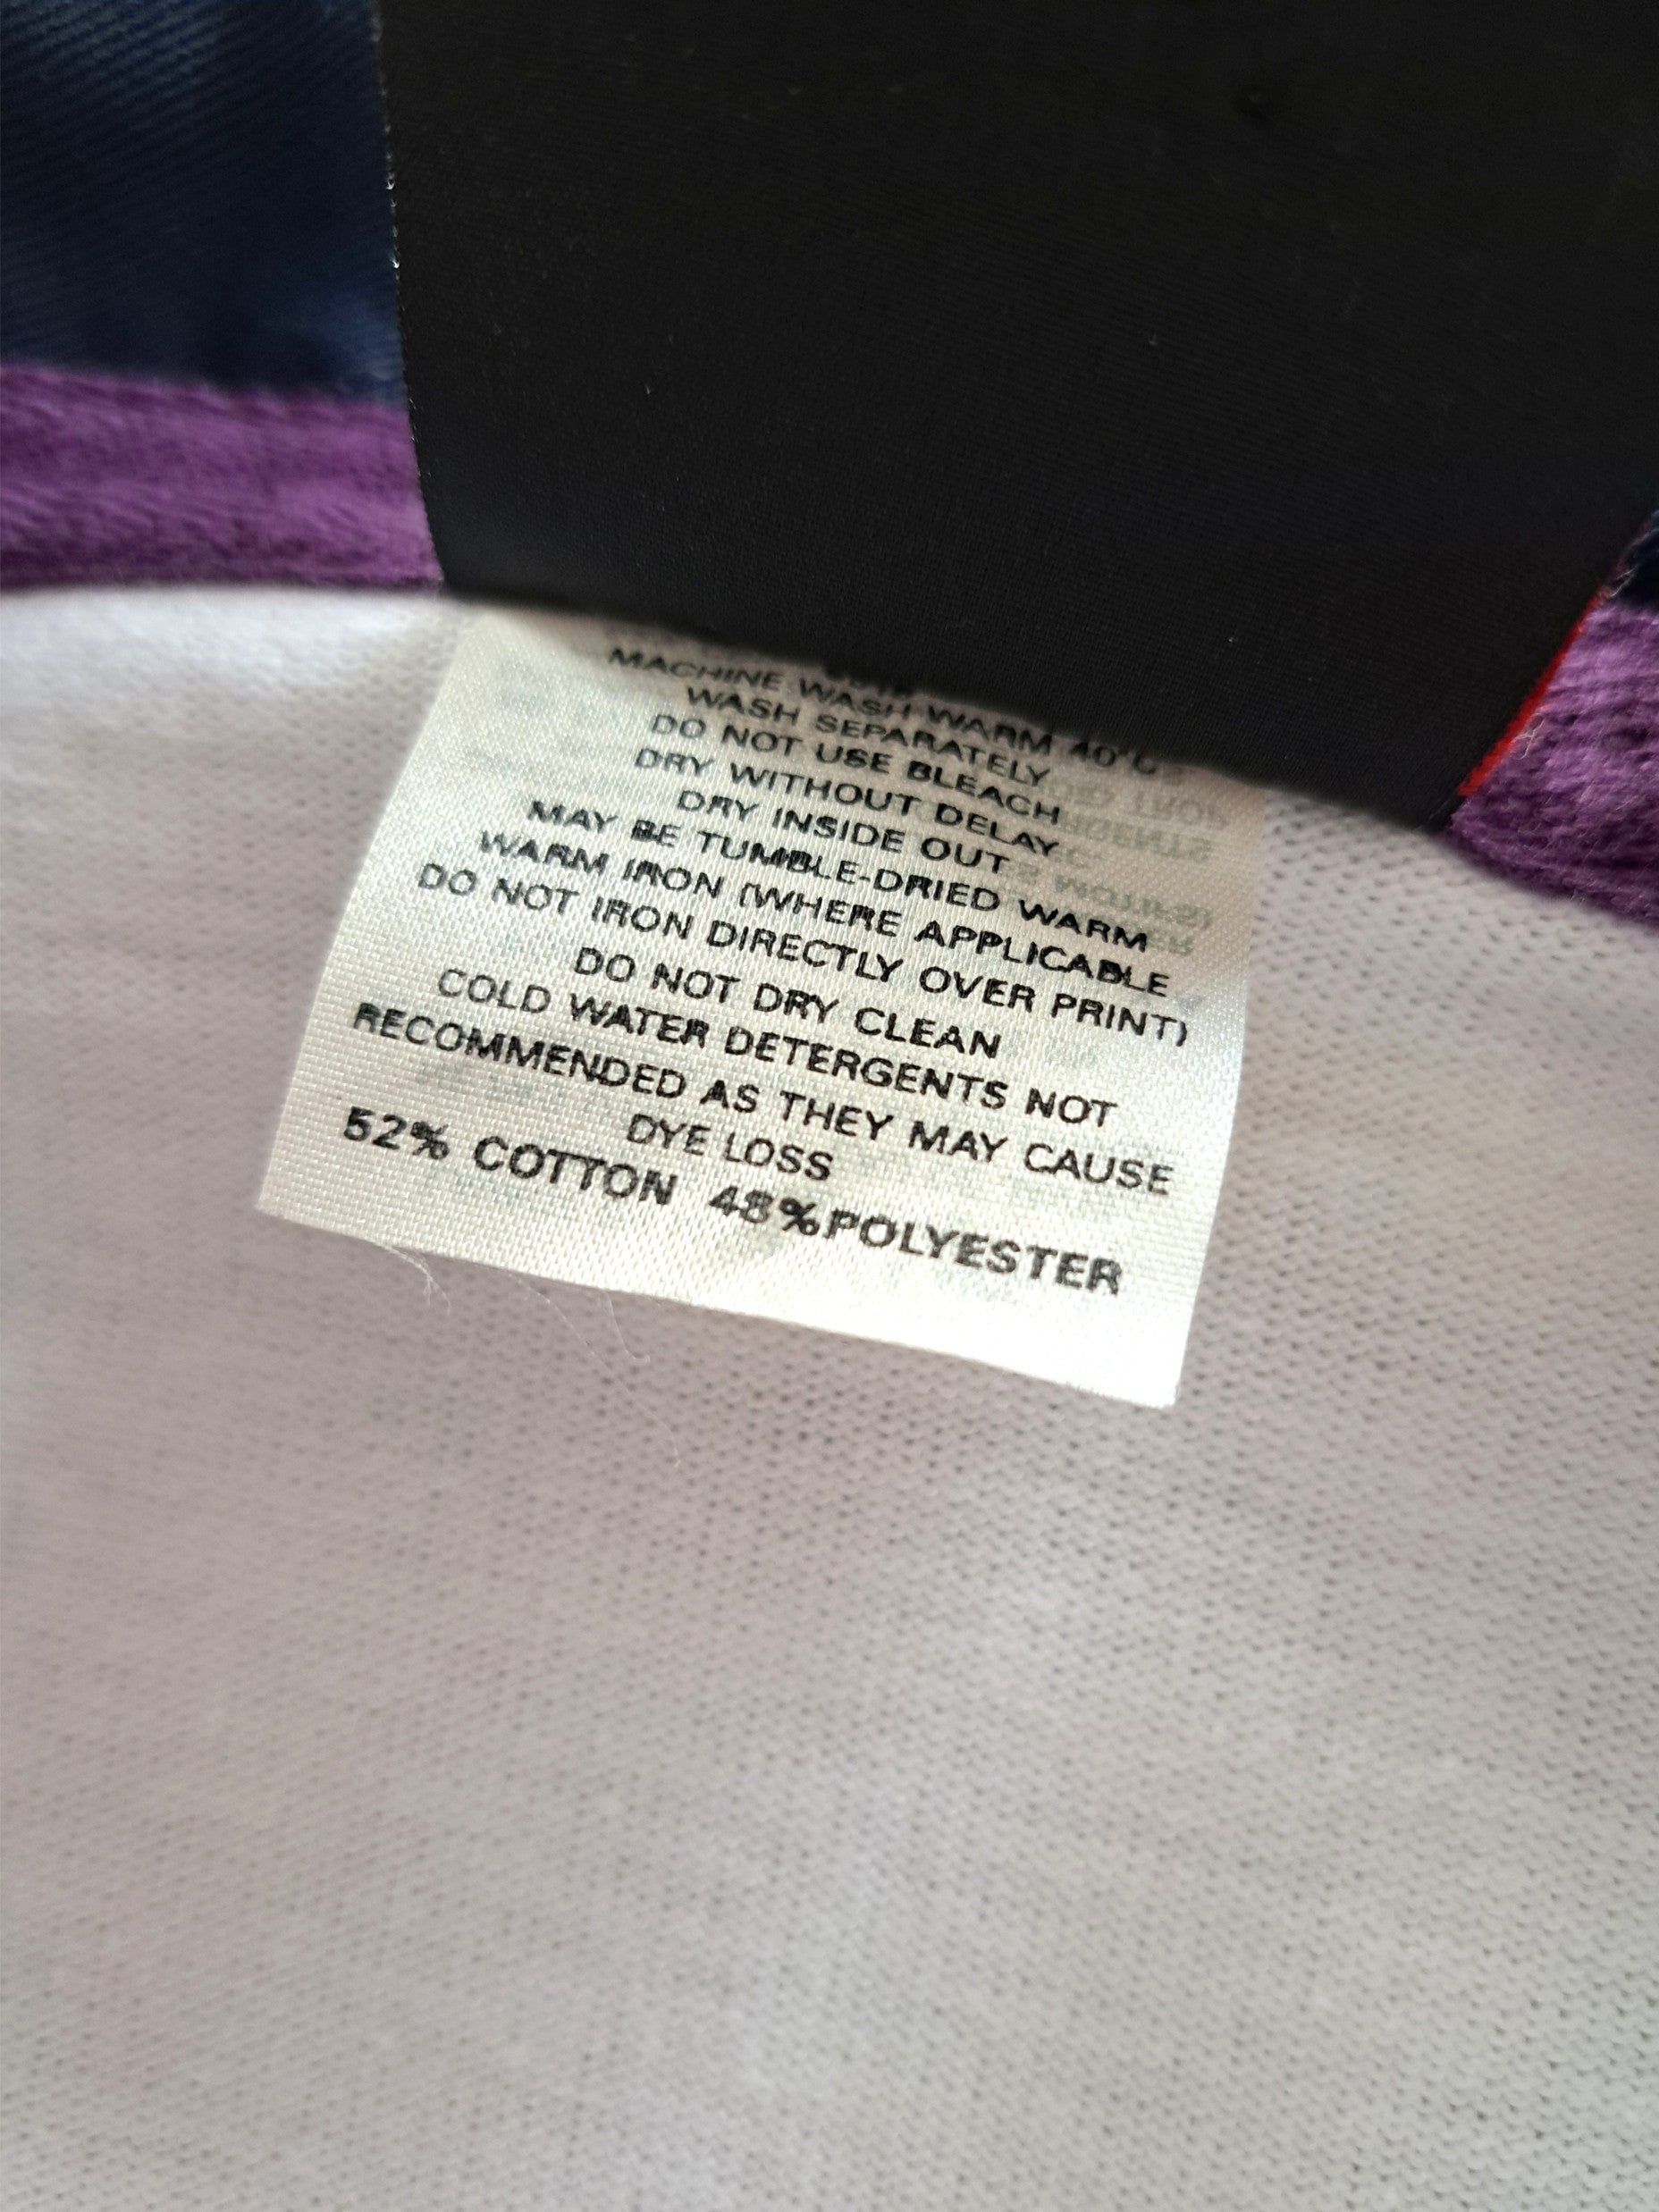 MACHINE WASH WARM 40°C
WASH SEPARATELY
DO NOT USE BLEACH
DRY WITHOUT DELAY
DRY INSIDE OUT
MAY BE TUMBLE-DRIED WARM
WARM IRON (WHERE APPLICABLE
DO NOT IRON DIRECTLY OVER PRINT)
DO NOT DRY CLEAN
COLD WATER DETERGENTS NOT
RECOMMENDED AS THEY MAY CAUSE
DYE LOSS
52% COTTON 48%POLYESTER